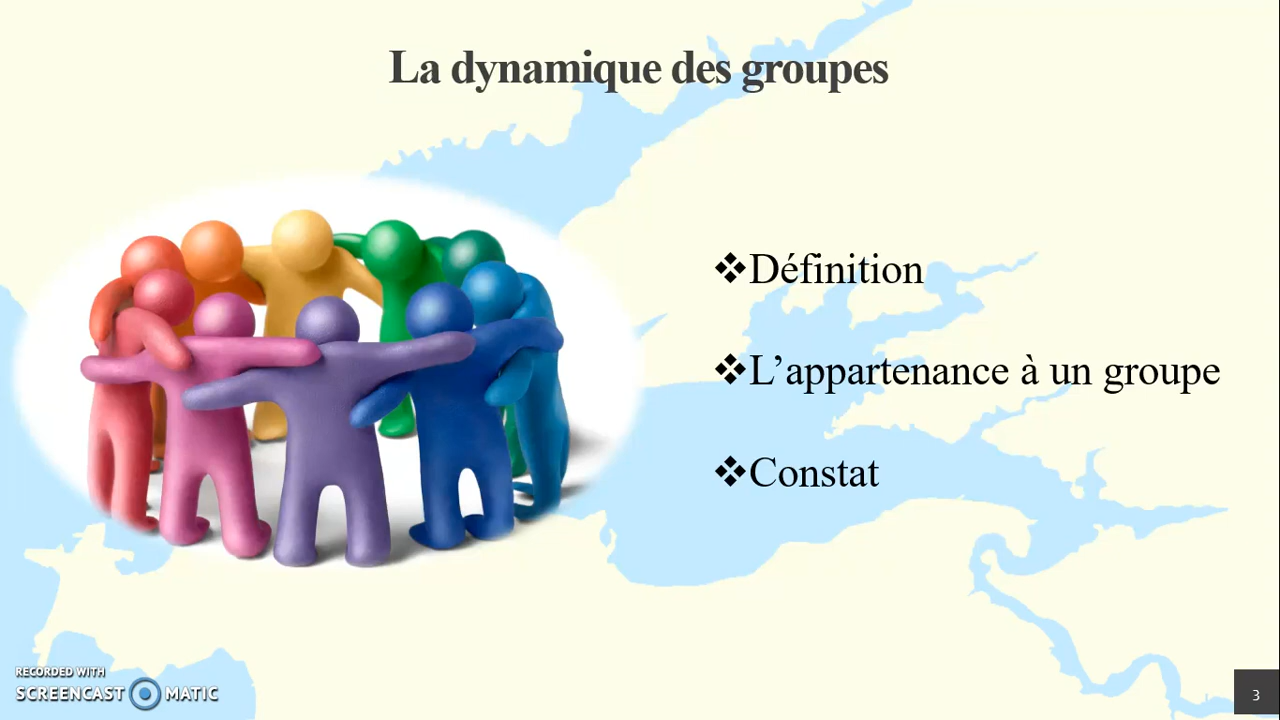 La dynamique des groupes
❖Définition
❖L’appartenance à un groupe
❖Constat
RECORDED WITH
SCREENCAST MATIC
3